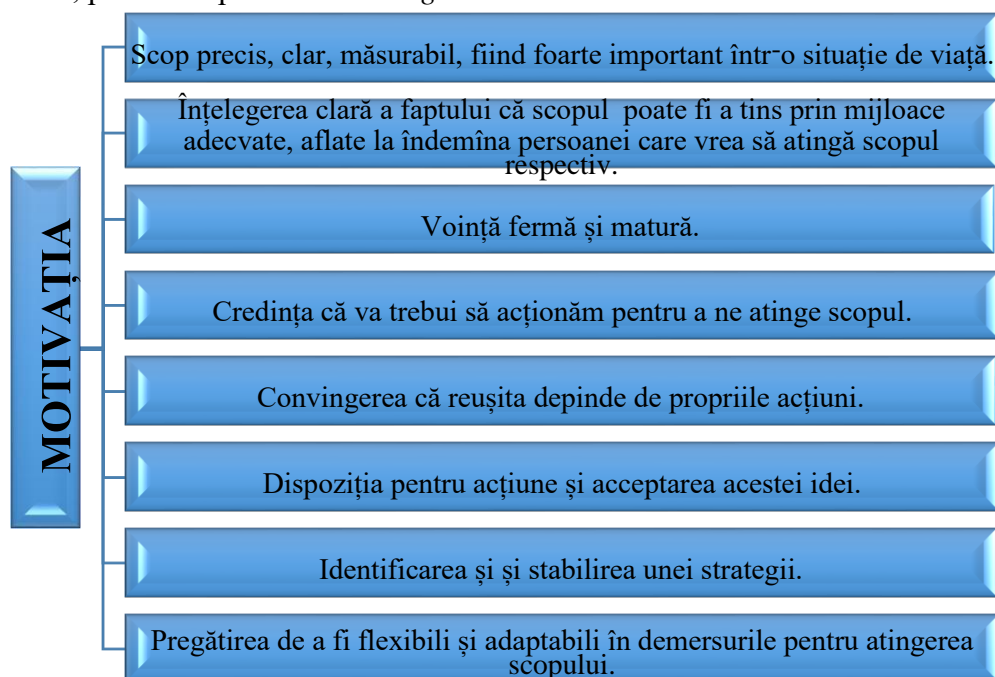 MOTIVAȚIA
Scop precis, clar, măsurabil, fiind foarte important într-o situație de viață.
Înțelegerea clară a faptului că scopul poate fi a tins prin mijloace
adecvate, aflate la îndemîna persoanei care vrea să atingă scopul
respectiv.
Voință fermă și matură.
Credința că va trebui să acționăm pentru a ne atinge scopul.
Convingerea că reușita depinde de propriile acțiuni.
Dispoziția pentru acțiune și acceptarea acestei idei.
Identificarea și și stabilirea unei strategii.
Pregătirea de a fi flexibili și adaptabili în demersurile pentru atingerea
scopului.